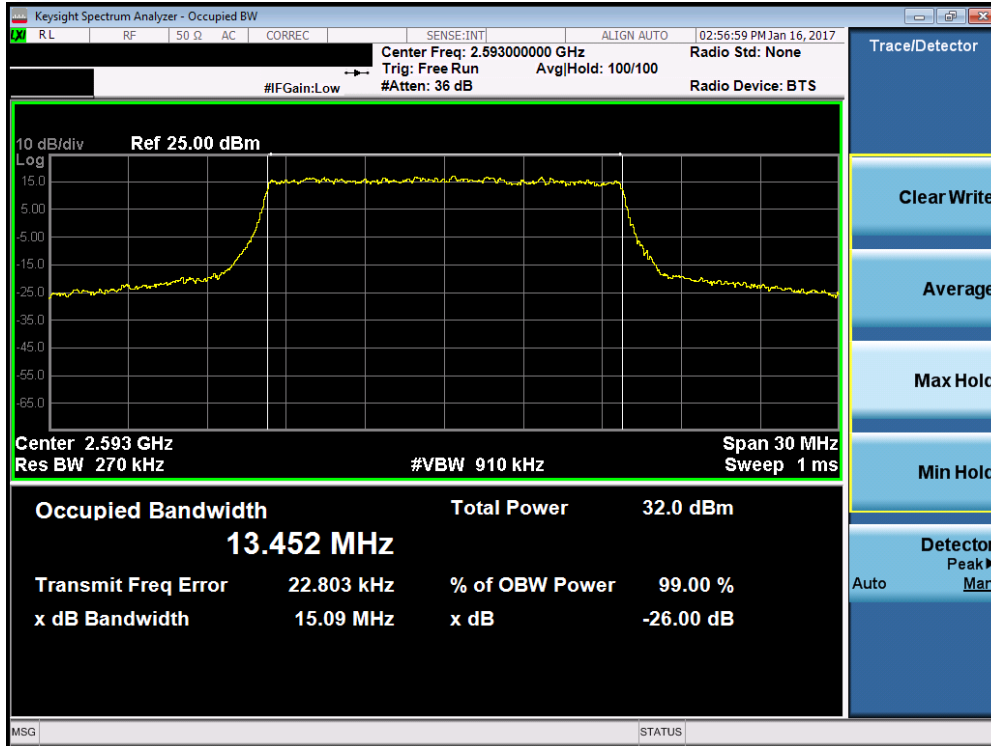 Keysight Spectrum Analyzer - Occupied BW
LXI RL RF 50 Ω AC CORREC SENSE:INT ALIGN AUTO 02:56:59 PM Jan 16, 2017
Center Freq: 2.593000000 GHz Radio Std: None
Trig: Free Run Avg|Hold: 100/100
#IFGain:Low #Atten: 36 dB Radio Device: BTS
10 dB/div Ref 25.00 dBm
Log
15.0
5.00
-5.00
-15.0
-25.0
-35.0
-45.0
-55.0
-65.0
Center 2.593 GHz Span 30 MHz
Res BW 270 kHz #VBW 910 kHz Sweep 1 ms
Occupied Bandwidth Total Power 32.0 dBm
13.452 MHz
Transmit Freq Error 22.803 kHz % of OBW Power 99.00 %
x dB Bandwidth 15.09 MHz x dB -26.00 dB
MSG STATUS
Trace/Detector
Clear Write
Average
Max Hold
Min Hold
Detector
Peak
Auto Man